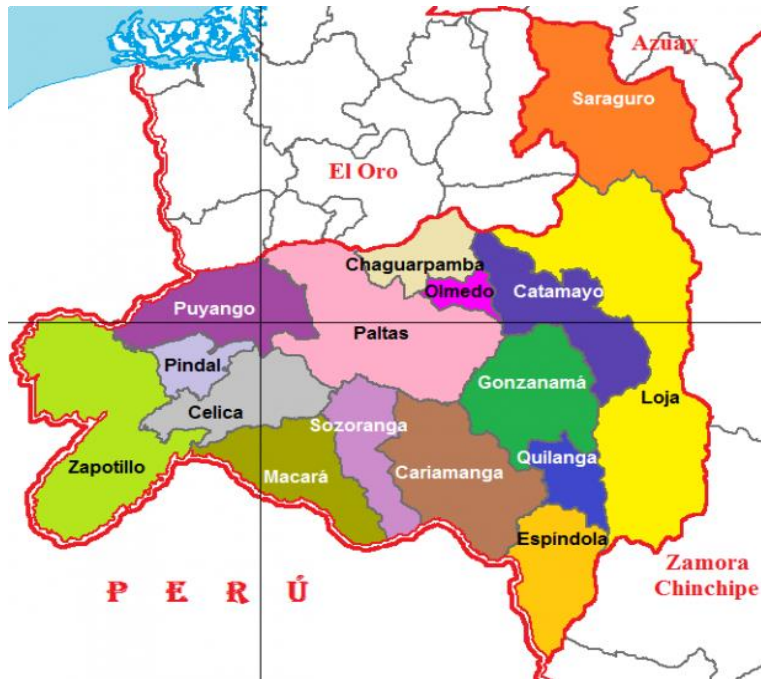 Azuay
Saraguro
El Oro
Chaguarpamba
Olmedo
Catamayo
Puyango
Paltas
Pindal
Gonzanamá
Loja
Celica
Sozoranga
Quilanga
Zapotillo
Macará
Cariamanga
Espíndola
Zamora
Chinchipe
P E R Ú